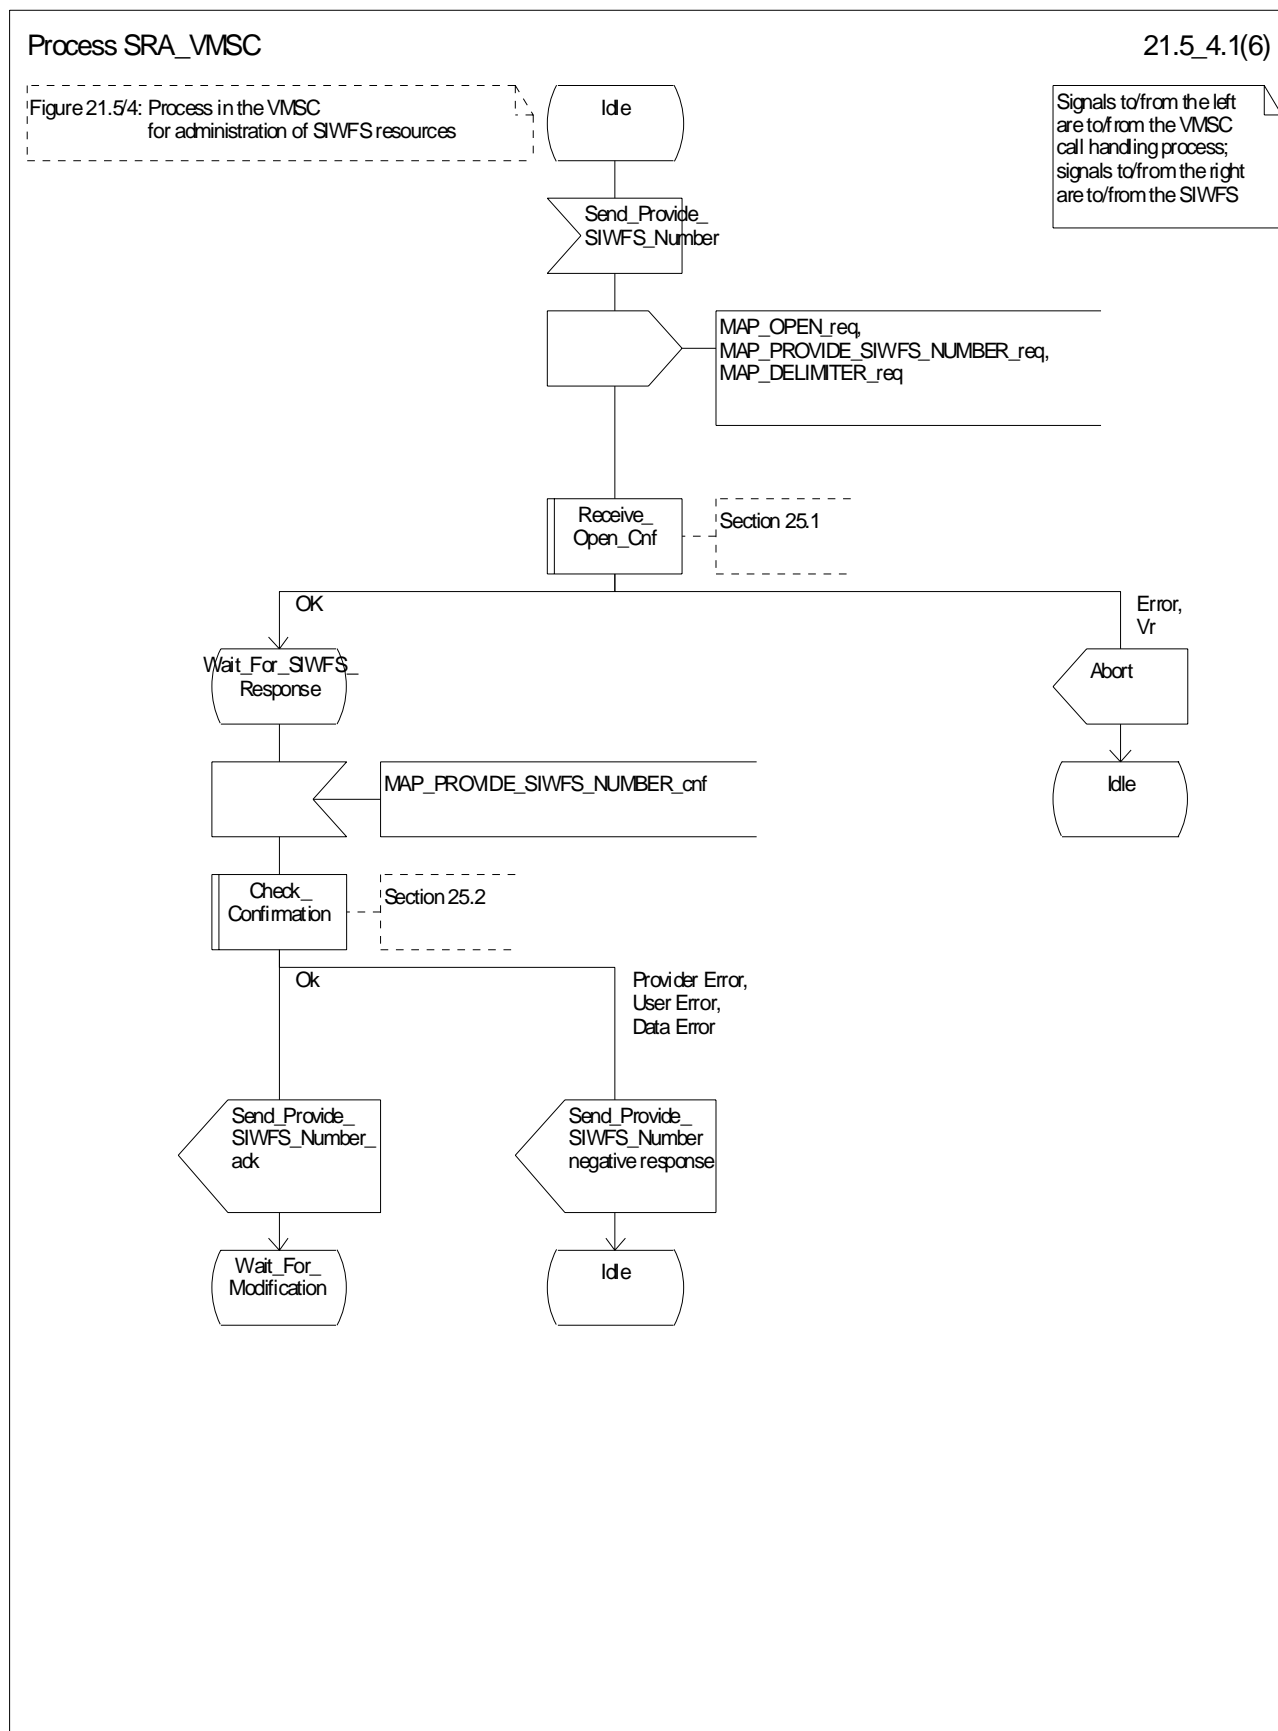 Process SRA_VMSC
21.5_4.1(6)
Figure 21.5/4: Process in the VMSC
for administration of SIWFS resources
Idle
Signals to/from the left
are to/from the VMSC
call handling process;
signals to/from the right
are to/from the SIWFS
Send_Provide_
SIWFS_Number
MAP_OPEN_req,
MAP_PROVIDE_SIWFS_NUMBER_req,
MAP_DELIMITER_req
Receive_
Open_Cnf
Section 25.1
OK
Error,
Vr
Wait_For_SIWFS_
Response
Abort
MAP_PROVIDE_SIWFS_NUMBER_cnf
Idle
Check_
Confirmation
Section 25.2
Ok
Provider Error,
User Error,
Data Error
Send_Provide_
SIWFS_Number_
ack
Send_Provide_
SIWFS_Number
negative response
Wait_For_
Modification
Idle